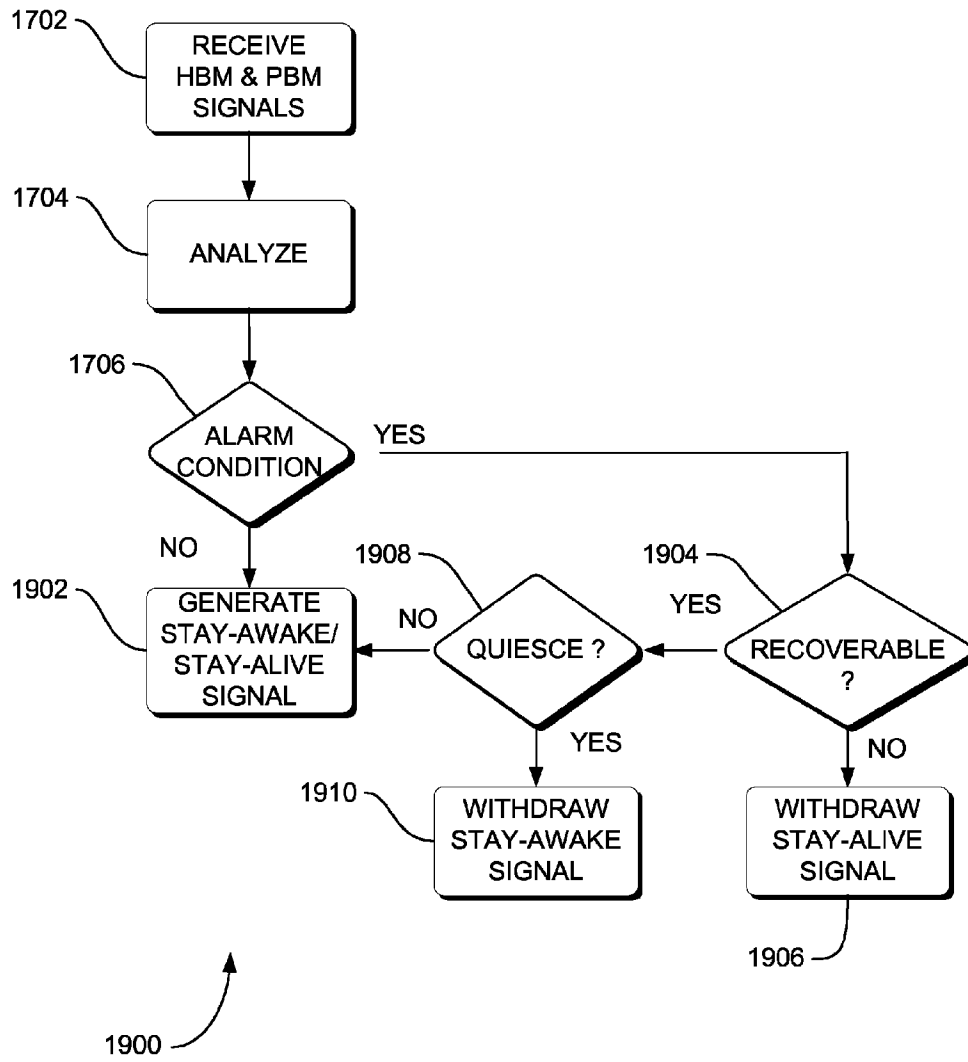 1702
RECEIVE
HBM & PBM
SIGNALS
1704
ANALYZE
1706
ALARM
CONDITION
YES
NO
1902
GENERATE
STAY-AWAKE/
STAY-ALIVE
SIGNAL
1908
NO
QUIESCE ?
YES
1904
YES
RECOVERABLE
?
NO
1910
WITHDRAW
STAY-AWAKE
SIGNAL
WITHDRAW
STAY-ALIVE
SIGNAL
1906
1900